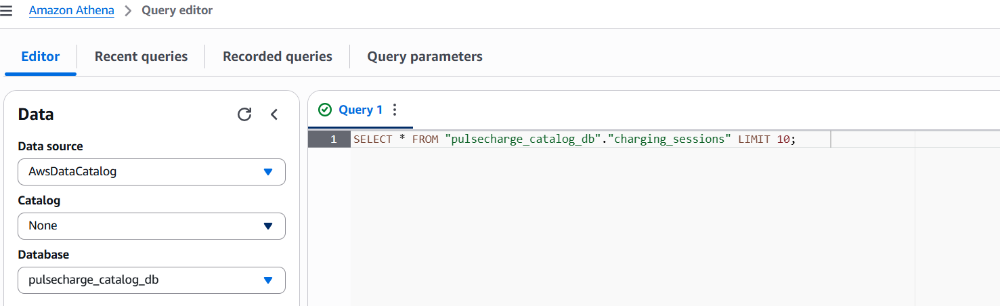 Amazon Athena > Query editor
Editor Recent queries Recorded queries Query parameters
Data
Data source
AwsDataCatalog
Catalog
None
Database
pulsecharge_catalog_db
Query 1
1 SELECT * FROM "pulsecharge_catalog_db"."charging_sessions" LIMIT 10;